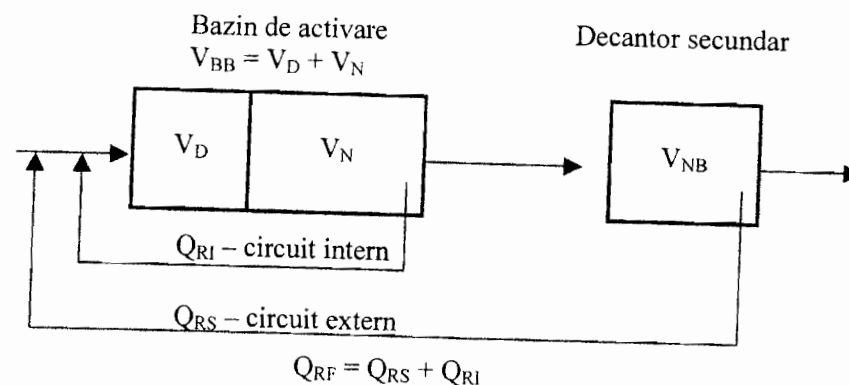 Bazin de activare
V_BB = V_D + V_N
Decantor secundar
V_D
V_N
V_NB
Q_RI – circuit intern
Q_RS – circuit extern
Q_RF = Q_RS + Q_RI